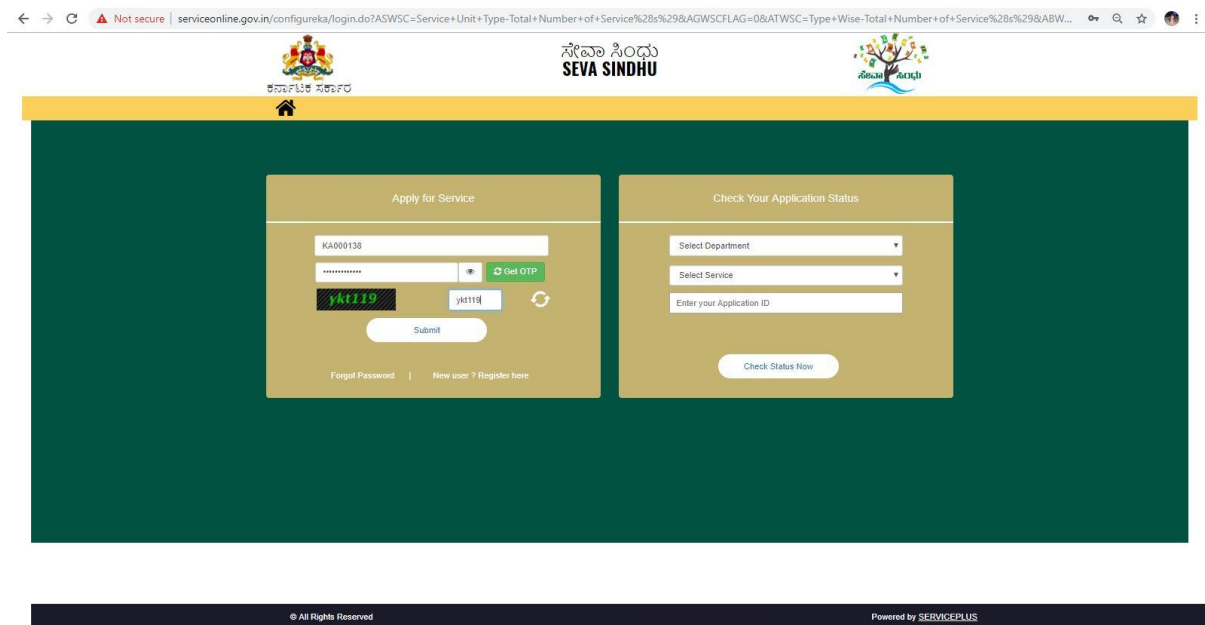 Not secure | serviceonline.gov.in/configureka/login.do?ASWSC=Service+Unit+Type-Total+Number+of+Service%28s%29&AGWSCFLAG=0&ATWSC=Type+Wise-Total+Number+of+Service%28s%29&ABW...
ಕರ್ನಾಟಕ ಸರ್ಕಾರ
ಸೇವಾ ಸಿಂಧು
SEVA SINDHU
ಸೇವಾ ಸಿಂಧು
Apply for Service
KA000138
•••••••••••••
Get OTP
ykt119
ykt119
Submit
Forgot Password | New user ? Register here
Check Your Application Status
Select Department
Select Service
Enter your Application ID
Check Status Now
© All Rights Reserved
Powered by SERVICEPLUS